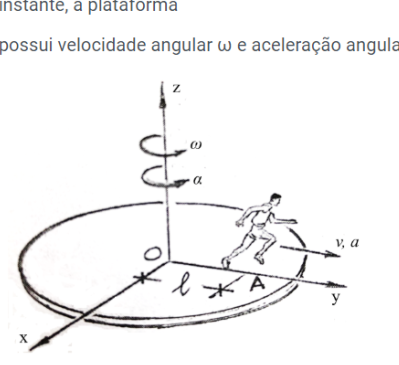 instante, a plataforma
possui velocidade angular ω e aceleração angula
z
ω
α
O
v, a
l
A
y
x